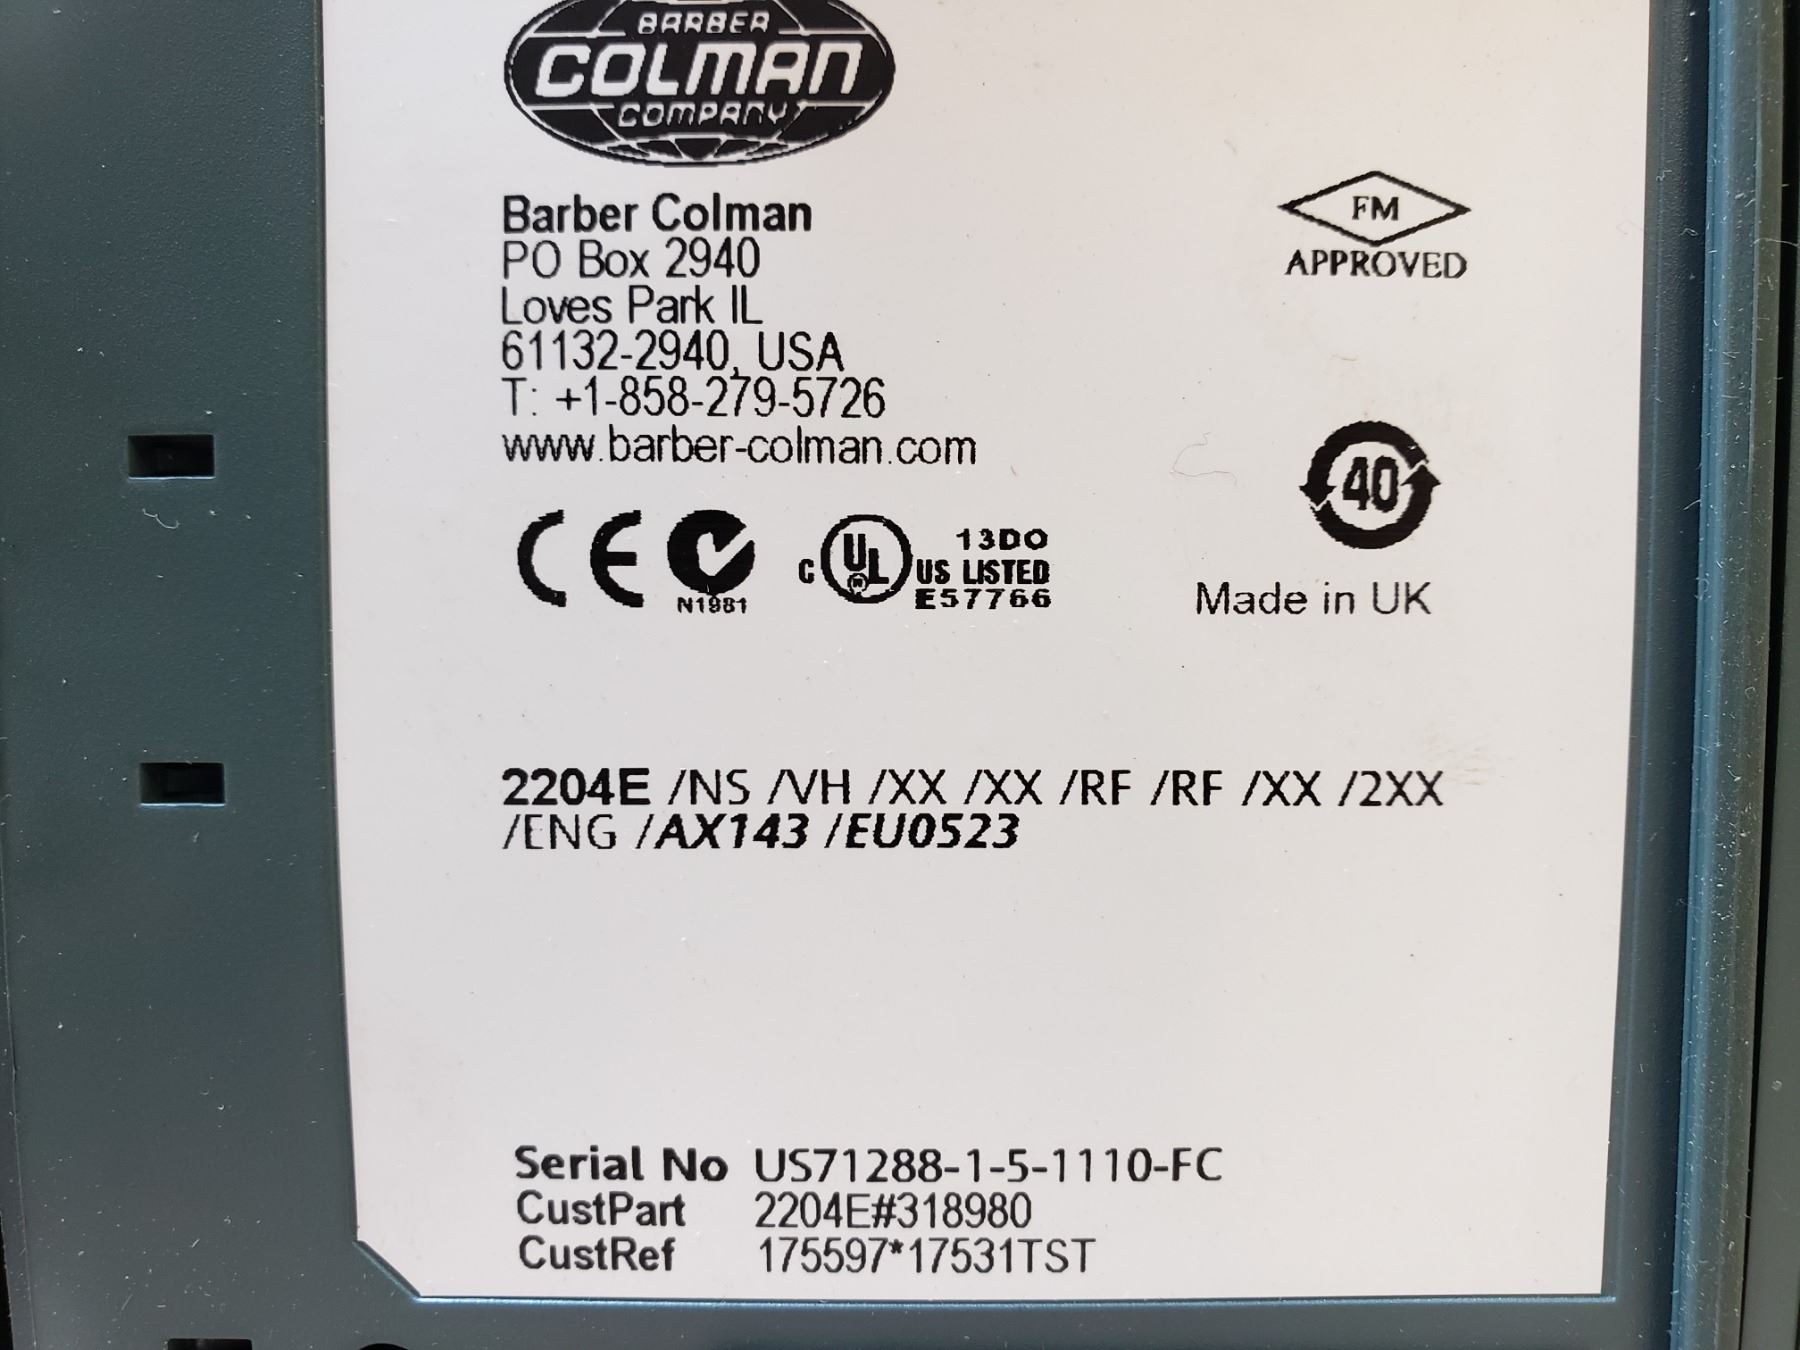 BARBER
COLMAN
COMPANY
Barber Colman
PO Box 2940
Loves Park IL
61132-2940, USA
T: +1-858-279-5726
www.barber-colman.com
FM
APPROVED
40
Made in UK
CE
N1981
C UL US LISTED
13DO
E57766
2204E /NS /VH /XX /XX /RF /RF /XX /2XX
/ENG /AX143 /EU0523
Serial No US71288-1-5-1110-FC
CustPart 2204E#318980
CustRef 175597*17531TST